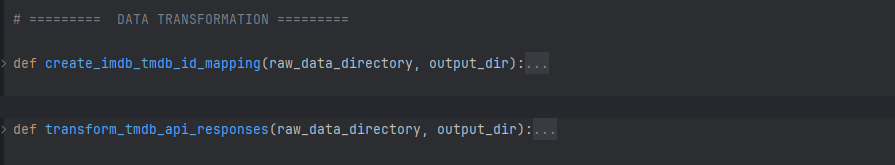 # =========  DATA TRANSFORMATION =========
def create_imdb_tmdb_id_mapping(raw_data_directory, output_dir):...
def transform_tmdb_api_responses(raw_data_directory, output_dir):...